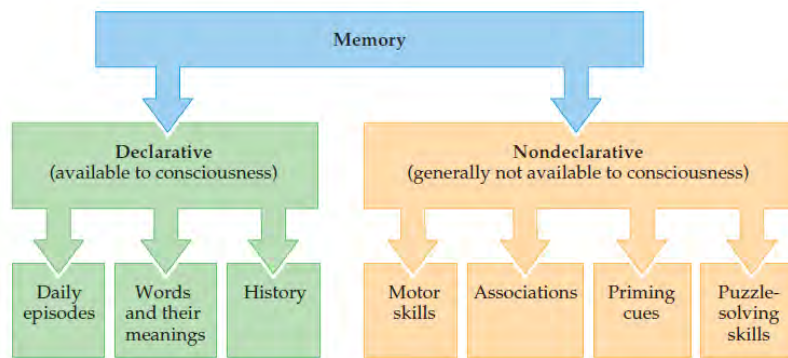 Memory
Declarative
(available to consciousness)
Nondeclarative
(generally not available to consciousness)
Daily
episodes
Words
and their
meanings
History
Motor
skills
Associations
Priming
cues
Puzzle-
solving
skills